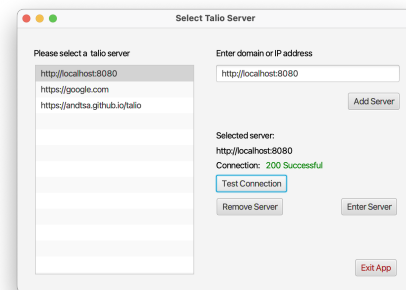 Select Talio Server
Please select a talio server
http://localhost:8080
https://google.com
https://andtsa.github.io/talio
Enter domain or IP address
http://localhost:8080
Add Server
Selected server:
http://localhost:8080
Connection: 200 Successful
Test Connection
Remove Server
Enter Server
Exit App